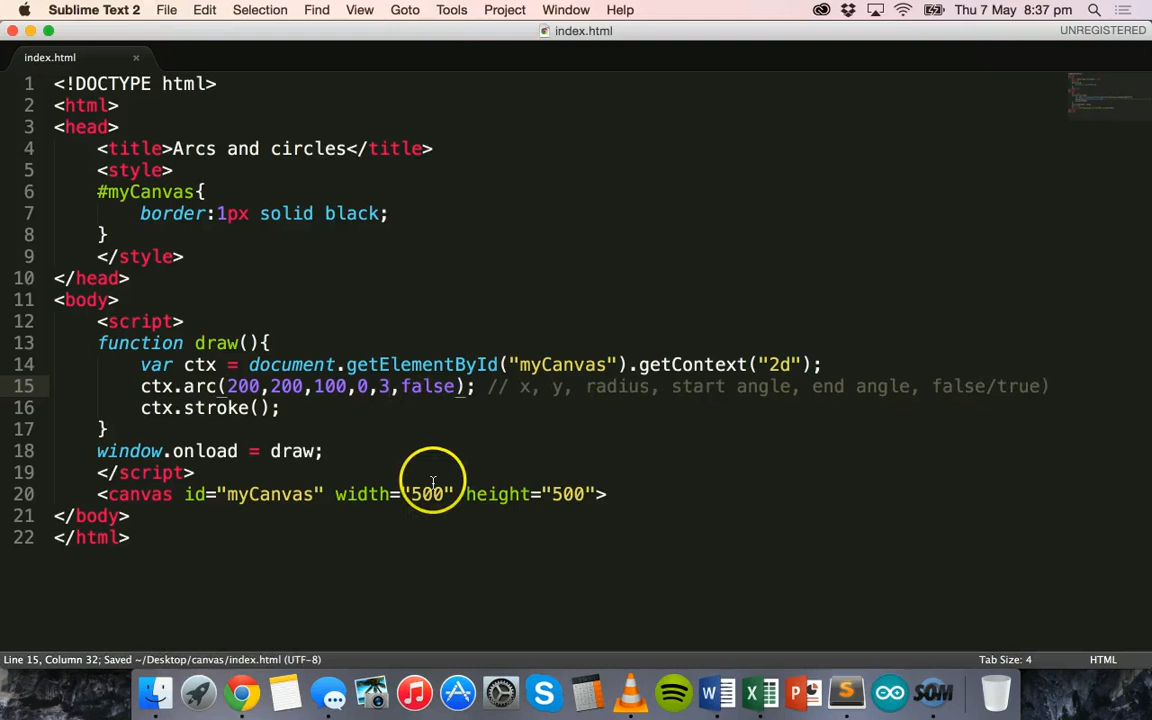 Sublime Text 2 File Edit Selection Find View Goto Tools Project Window Help Thu 7 May 8:37 pm
index.html UNREGISTERED
index.html ×
1 <!DOCTYPE html>
2 <html>
3 <head>
4 <title>Arcs and circles</title>
5 <style>
6 #myCanvas{
7 border:1px solid black;
8 }
9 </style>
10 </head>
11 <body>
12 <script>
13 function draw(){
14 var ctx = document.getElementById("myCanvas").getContext("2d");
15 ctx.arc(200,200,100,0,3,false); // x, y, radius, start angle, end angle, false/true)
16 ctx.stroke();
17 }
18 window.onload = draw;
19 </script>
20 <canvas id="myCanvas" width="500" height="500">
21 </body>
22 </html>
Line 15, Column 32; Saved ~/Desktop/canvas/index.html (UTF-8) Tab Size: 4 HTML
SOM